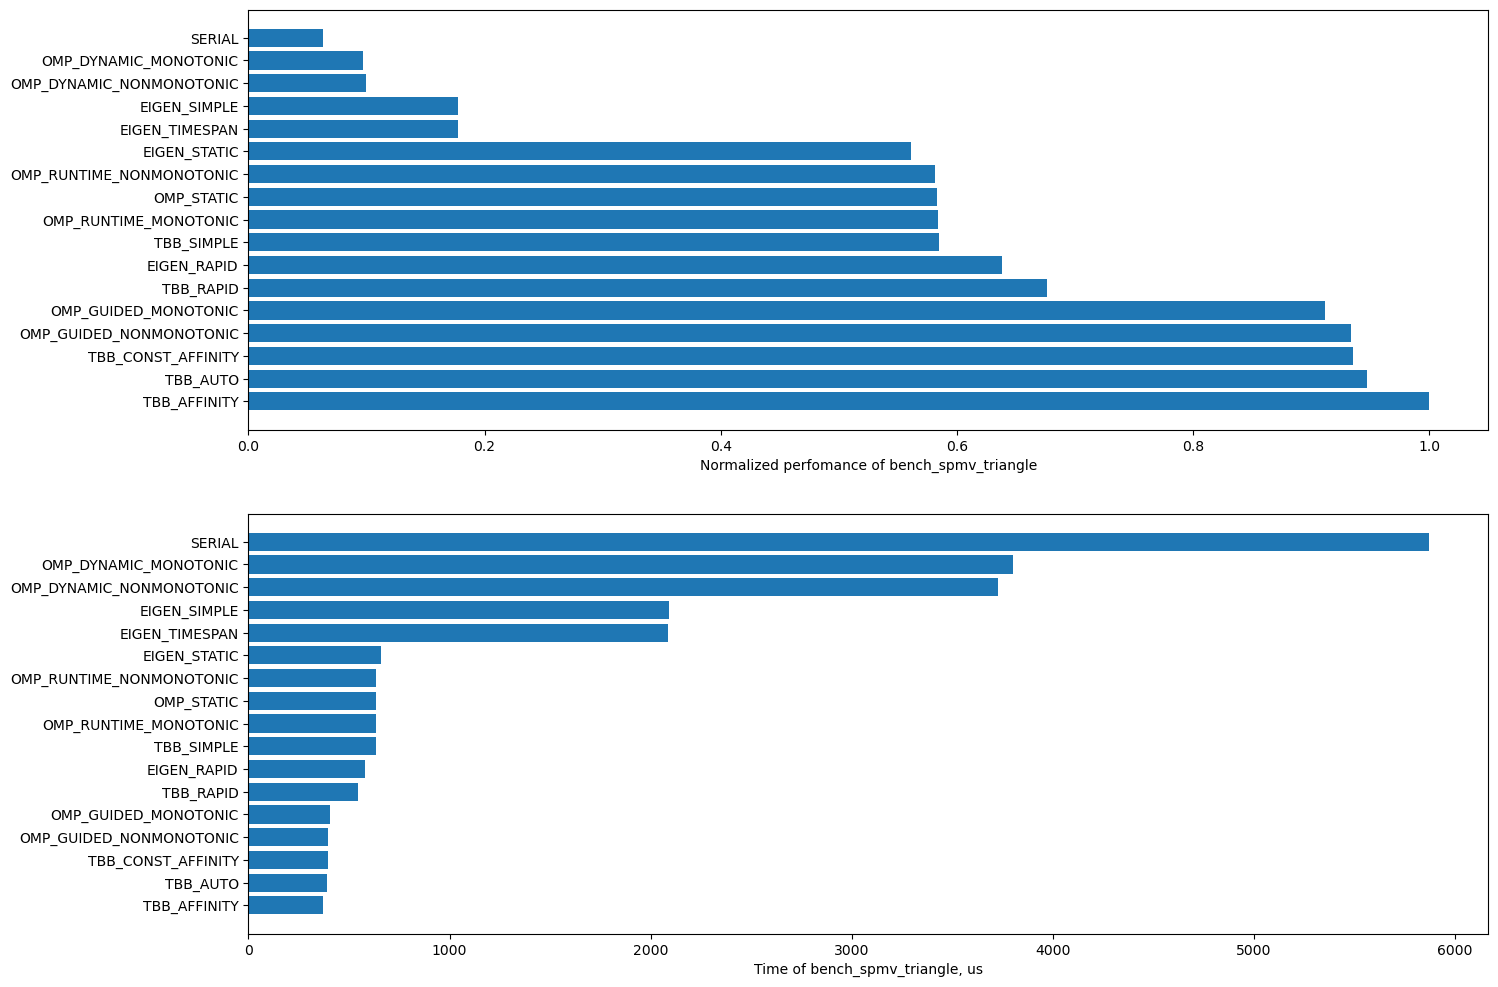 SERIAL
OMP_DYNAMIC_MONOTONIC
OMP_DYNAMIC_NONMONOTONIC
EIGEN_SIMPLE
EIGEN_TIMESPAN
EIGEN_STATIC
OMP_RUNTIME_NONMONOTONIC
OMP_STATIC
OMP_RUNTIME_MONOTONIC
TBB_SIMPLE
EIGEN_RAPID
TBB_RAPID
OMP_GUIDED_MONOTONIC
OMP_GUIDED_NONMONOTONIC
TBB_CONST_AFFINITY
TBB_AUTO
TBB_AFFINITY
0.0 0.2 0.4 0.6 0.8 1.0
Normalized perfomance of bench_spmv_triangle
SERIAL
OMP_DYNAMIC_MONOTONIC
OMP_DYNAMIC_NONMONOTONIC
EIGEN_SIMPLE
EIGEN_TIMESPAN
EIGEN_STATIC
OMP_RUNTIME_NONMONOTONIC
OMP_STATIC
OMP_RUNTIME_MONOTONIC
TBB_SIMPLE
EIGEN_RAPID
TBB_RAPID
OMP_GUIDED_MONOTONIC
OMP_GUIDED_NONMONOTONIC
TBB_CONST_AFFINITY
TBB_AUTO
TBB_AFFINITY
0 1000 2000 3000 4000 5000 6000
Time of bench_spmv_triangle, us